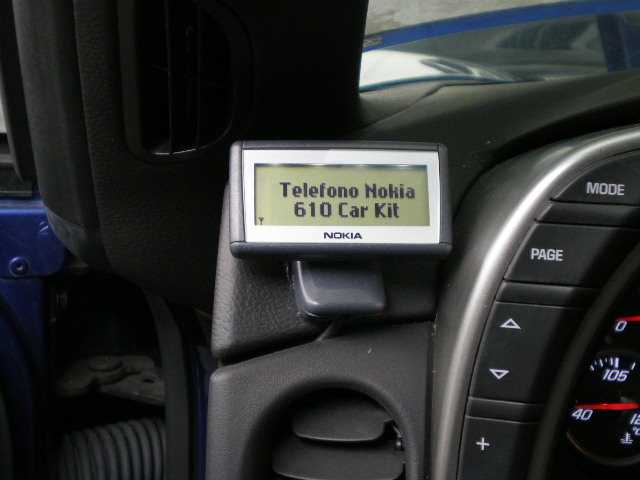 Telefono Nokia
610 Car Kit
NOKIA
MODE
PAGE
0
105
40
+